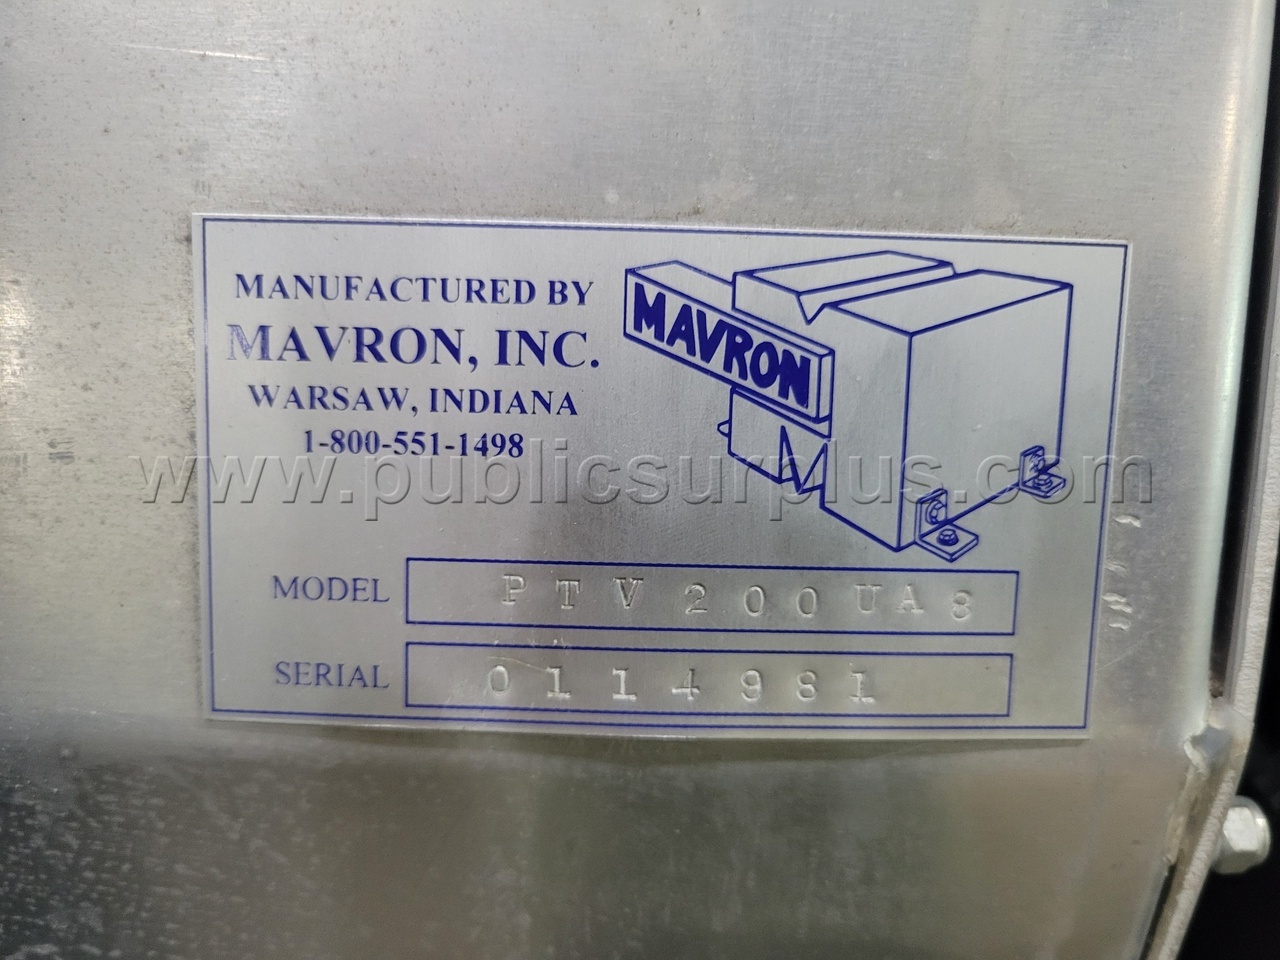 MANUFACTURED BY
MAVRON, INC.
WARSAW, INDIANA
1-800-551-1498
MAVRON
www.publicsurplus.com
MODEL PTV200UA8
SERIAL 0114981